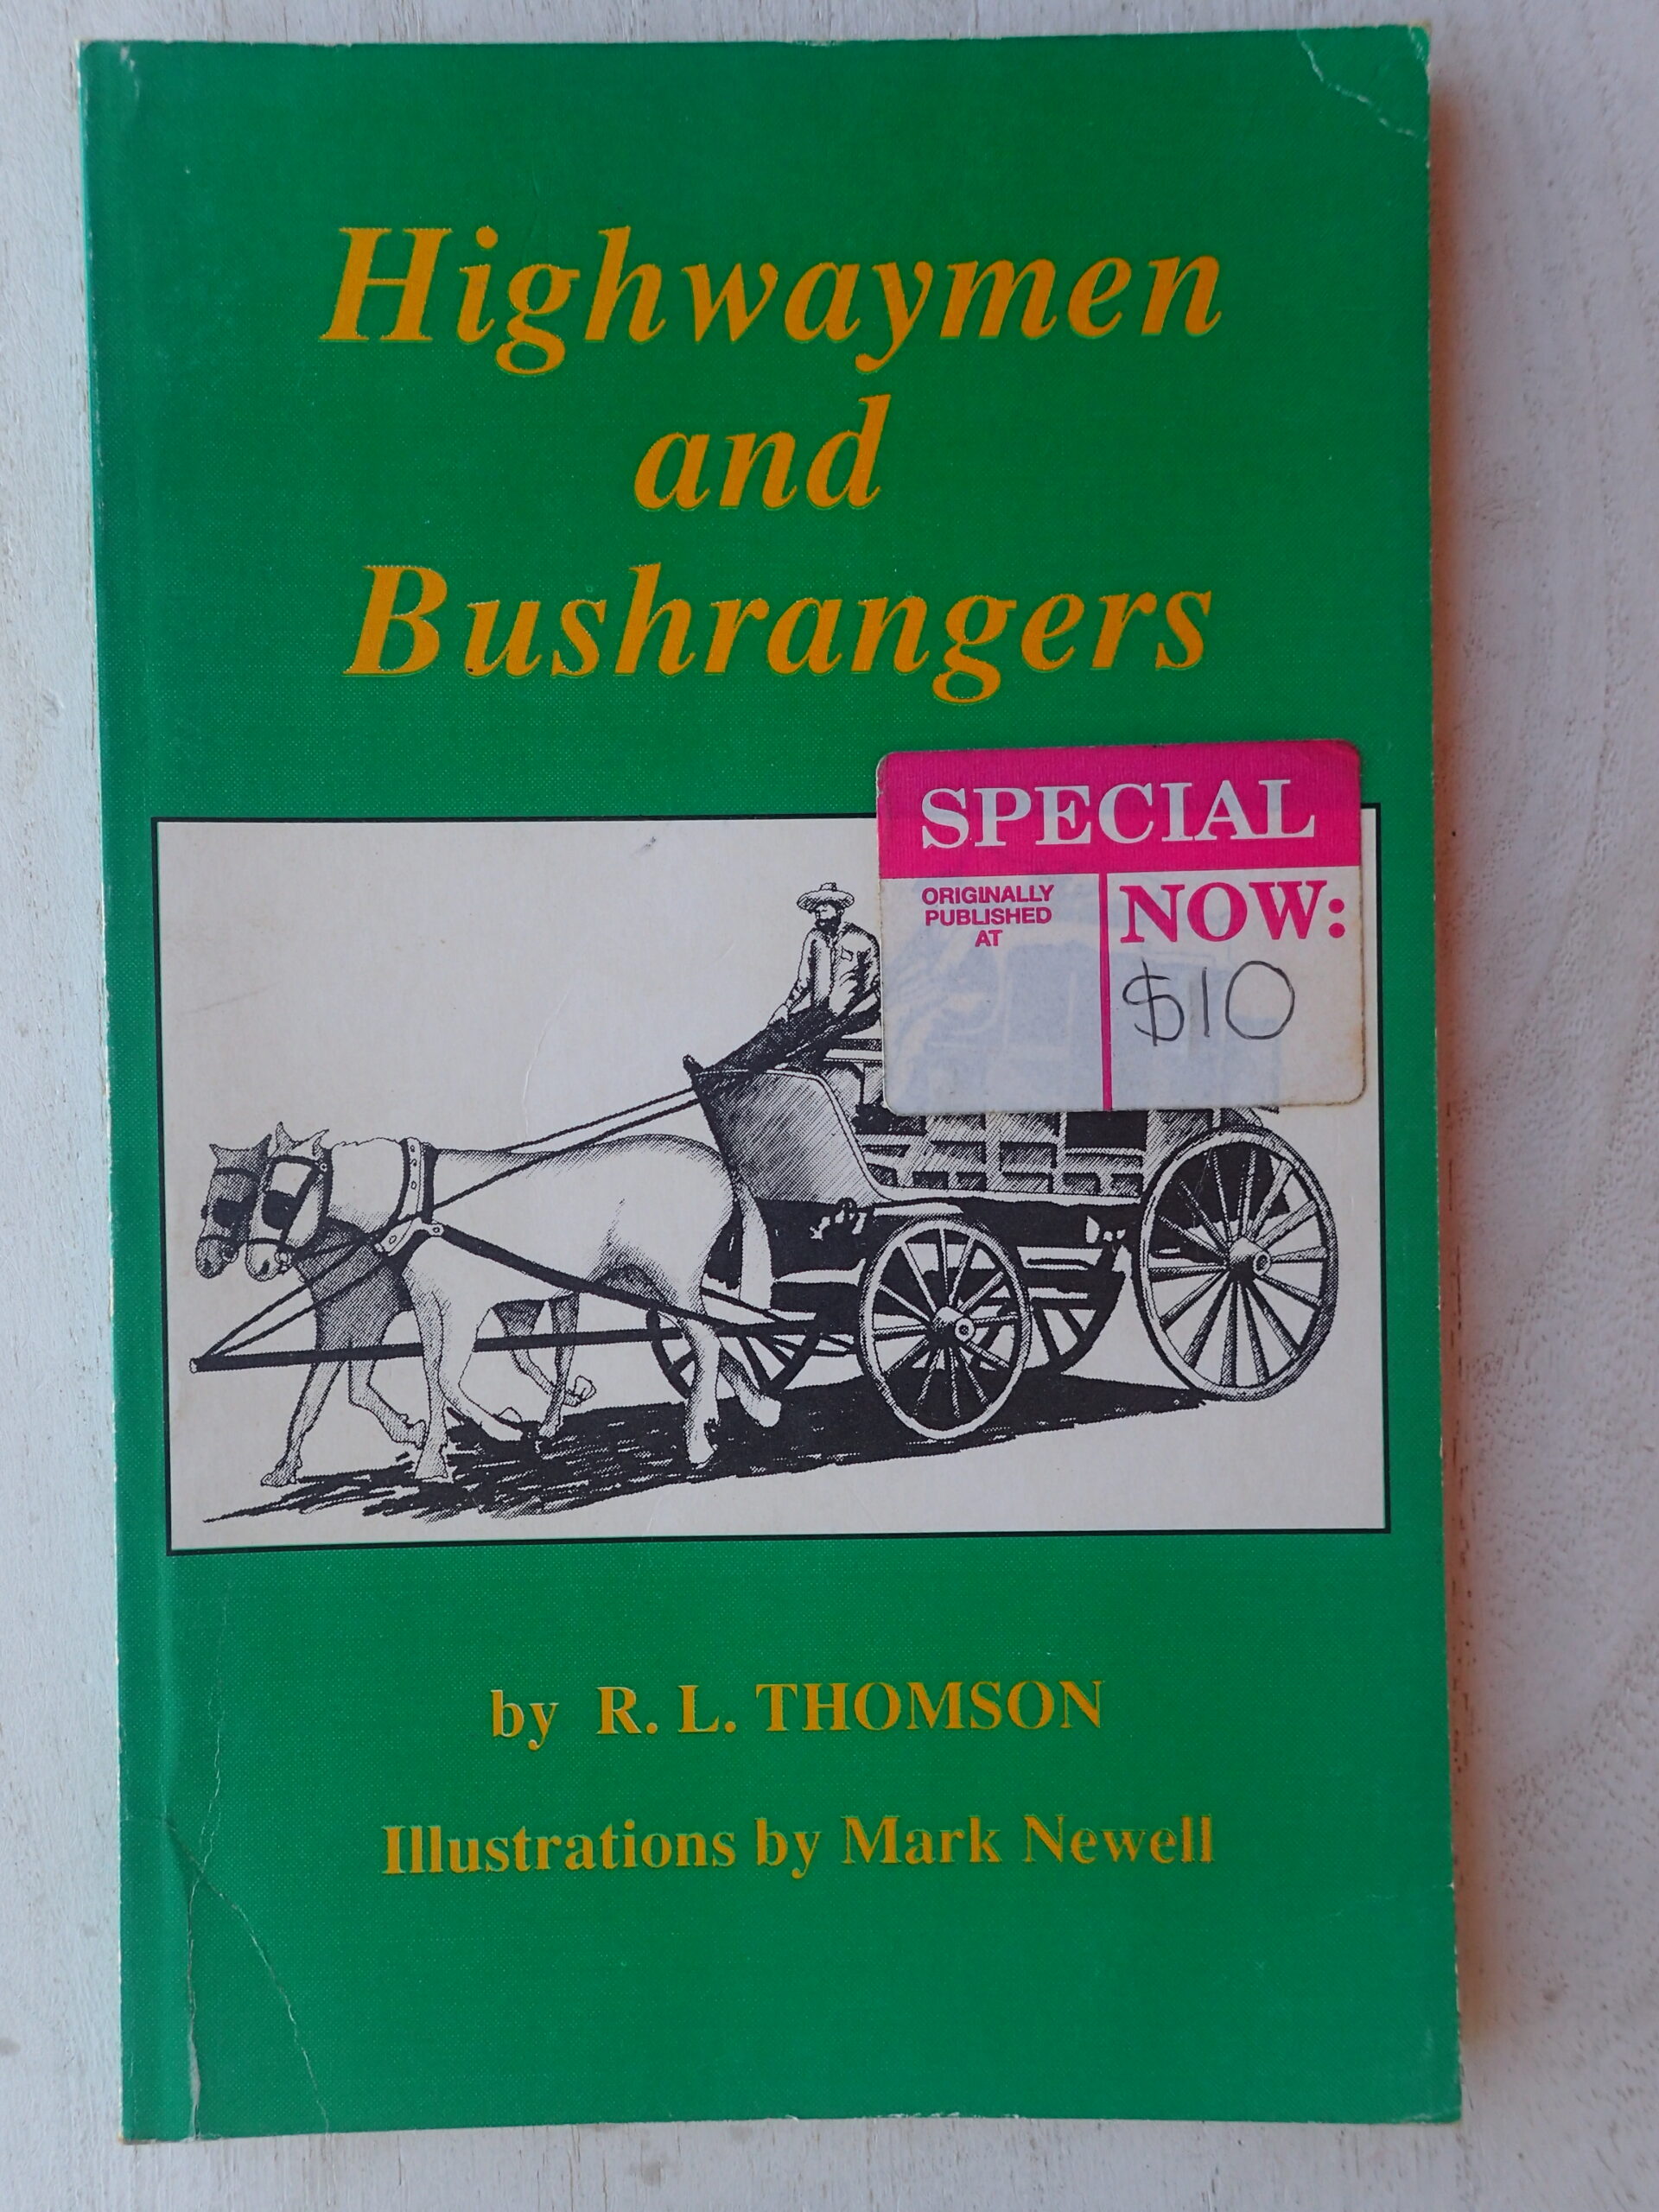 Highwaymen
and
Bushrangers
SPECIAL
ORIGINALLY
PUBLISHED
AT
NOW:
$10
by R. L. THOMSON
Illustrations by Mark Newell